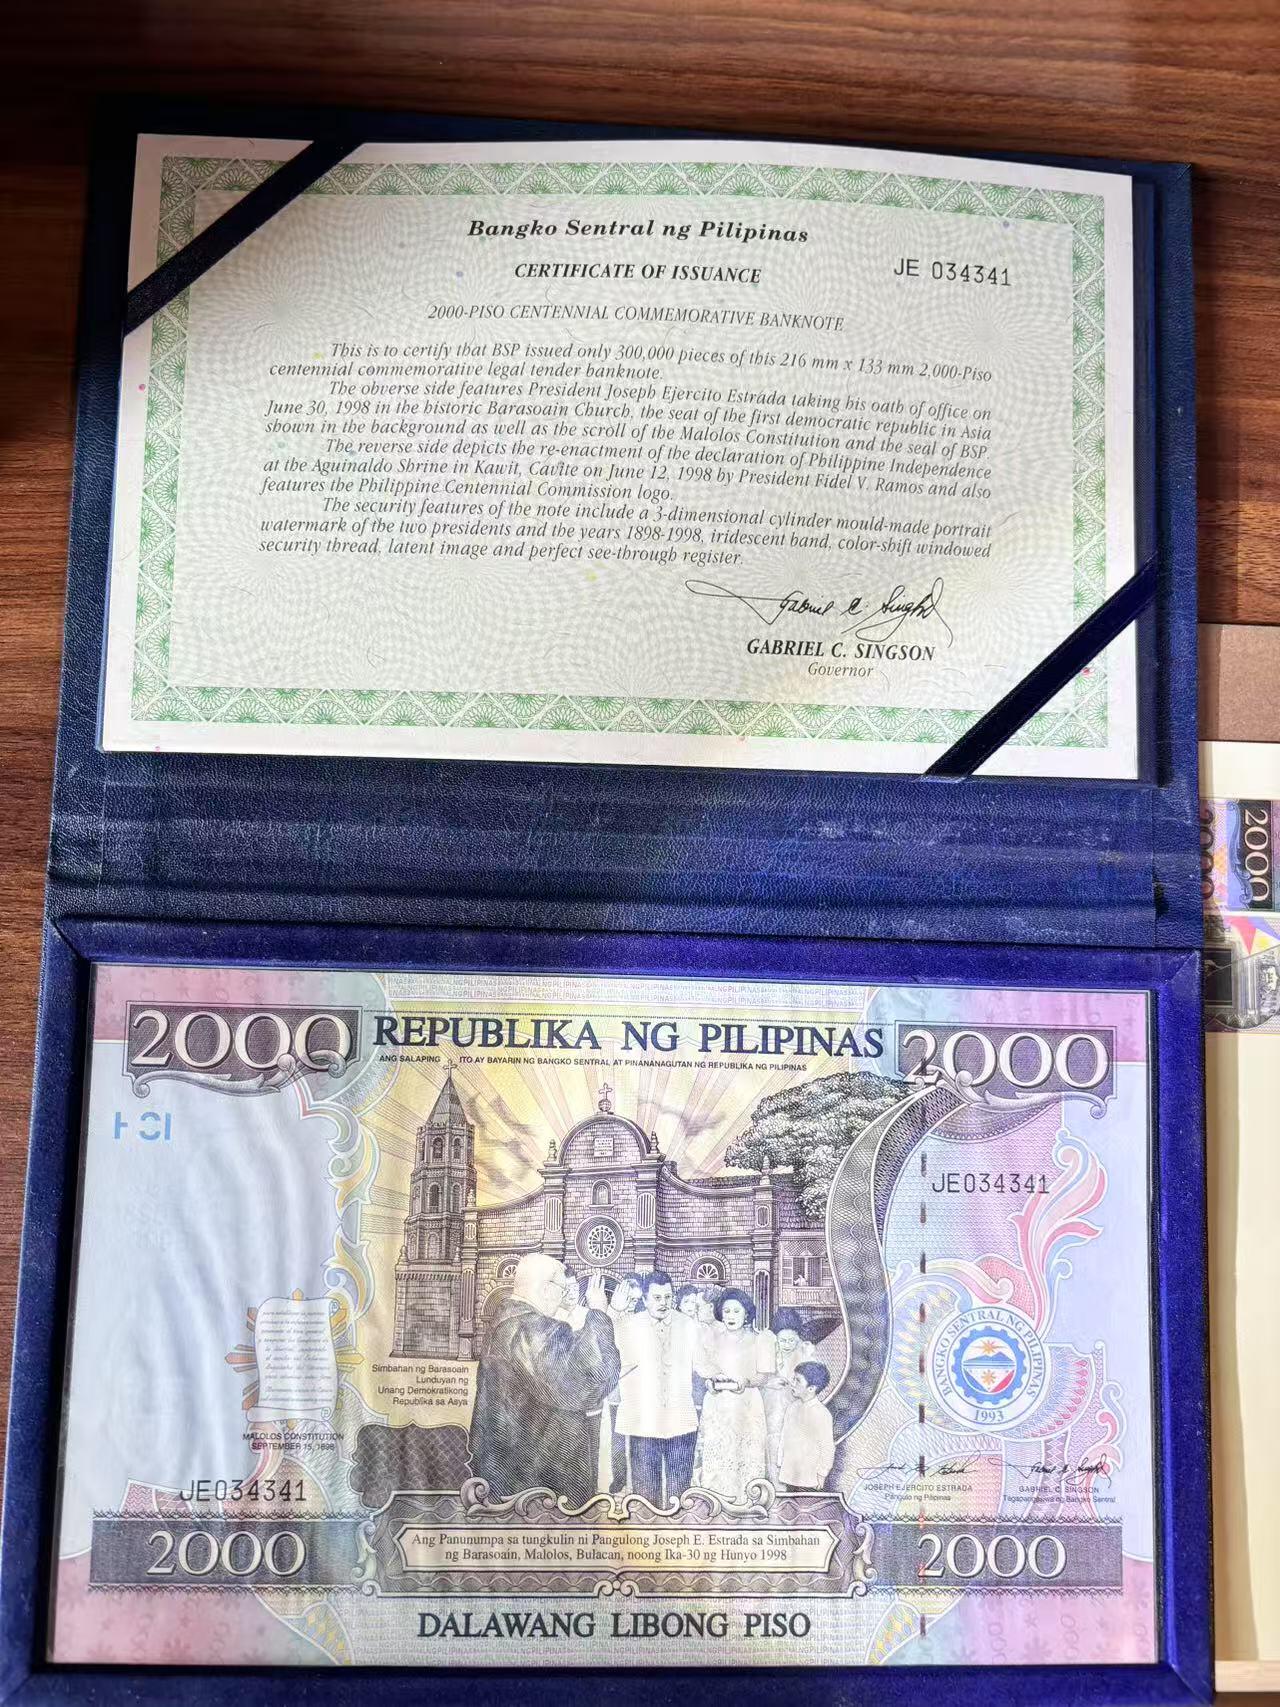 Bangko Sentral ng Pilipinas
CERTIFICATE OF ISSUANCE
JE 034341
2000-PISO CENTENNIAL COMMEMORATIVE BANKNOTE
This is to certify that BSP issued only 300,000 pieces of this 216 mm x 133 mm 2,000-Piso
centennial commemorative legal tender banknote.
The obverse side features President Joseph Ejercito Estrada taking his oath of office on
June 30, 1998 in the historic Barasoain Church, the seat of the first democratic republic in Asia
shown in the background as well as the scroll of the Malolos Constitution and the seal of BSP.
The reverse side depicts the re-enactment of the declaration of Philippine Independence
at the Aguinaldo Shrine in Kawit, Cavite on June 12, 1998 by President Fidel V. Ramos and also
features the Philippine Centennial Commission logo.
The security features of the note include a 3-dimensional cylinder mould-made portrait
watermark of the two presidents and the years 1898-1998, iridescent band, color-shift windowed
security thread, latent image and perfect see-through register.
Gabriel C. Singson
GABRIEL C. SINGSON
Governor
2000
2000
REPUBLIKA NG PILIPINAS
2000
ANG SALAPING ITO AY BAYARIN NG BANGKO SENTRAL AT PINANANAGUTAN NG REPUBLIKA NG PILIPINAS
JE034341
BANGKO SENTRAL NG PILIPINAS
1993
Simbahan ng Barasoain
Lunduyan ng
Unang Demokratikong
Republika sa Asya
MALOLOS CONSTITUTION
SEPTEMBER 15, 1898
JOSEPH EJERCITO ESTRADA
Pangulo ng Pilipinas
GABRIEL C. SINGSON
Tagapangasiwa ng Bangko Sentral
JE034341
2000
Ang Panunumpa sa tungkulin ni Pangulong Joseph E. Estrada sa Simbahan
ng Barasoain, Malolos, Bulacan, noong Ika-30 ng Hunyo 1998
2000
DALAWANG LIBONG PISO